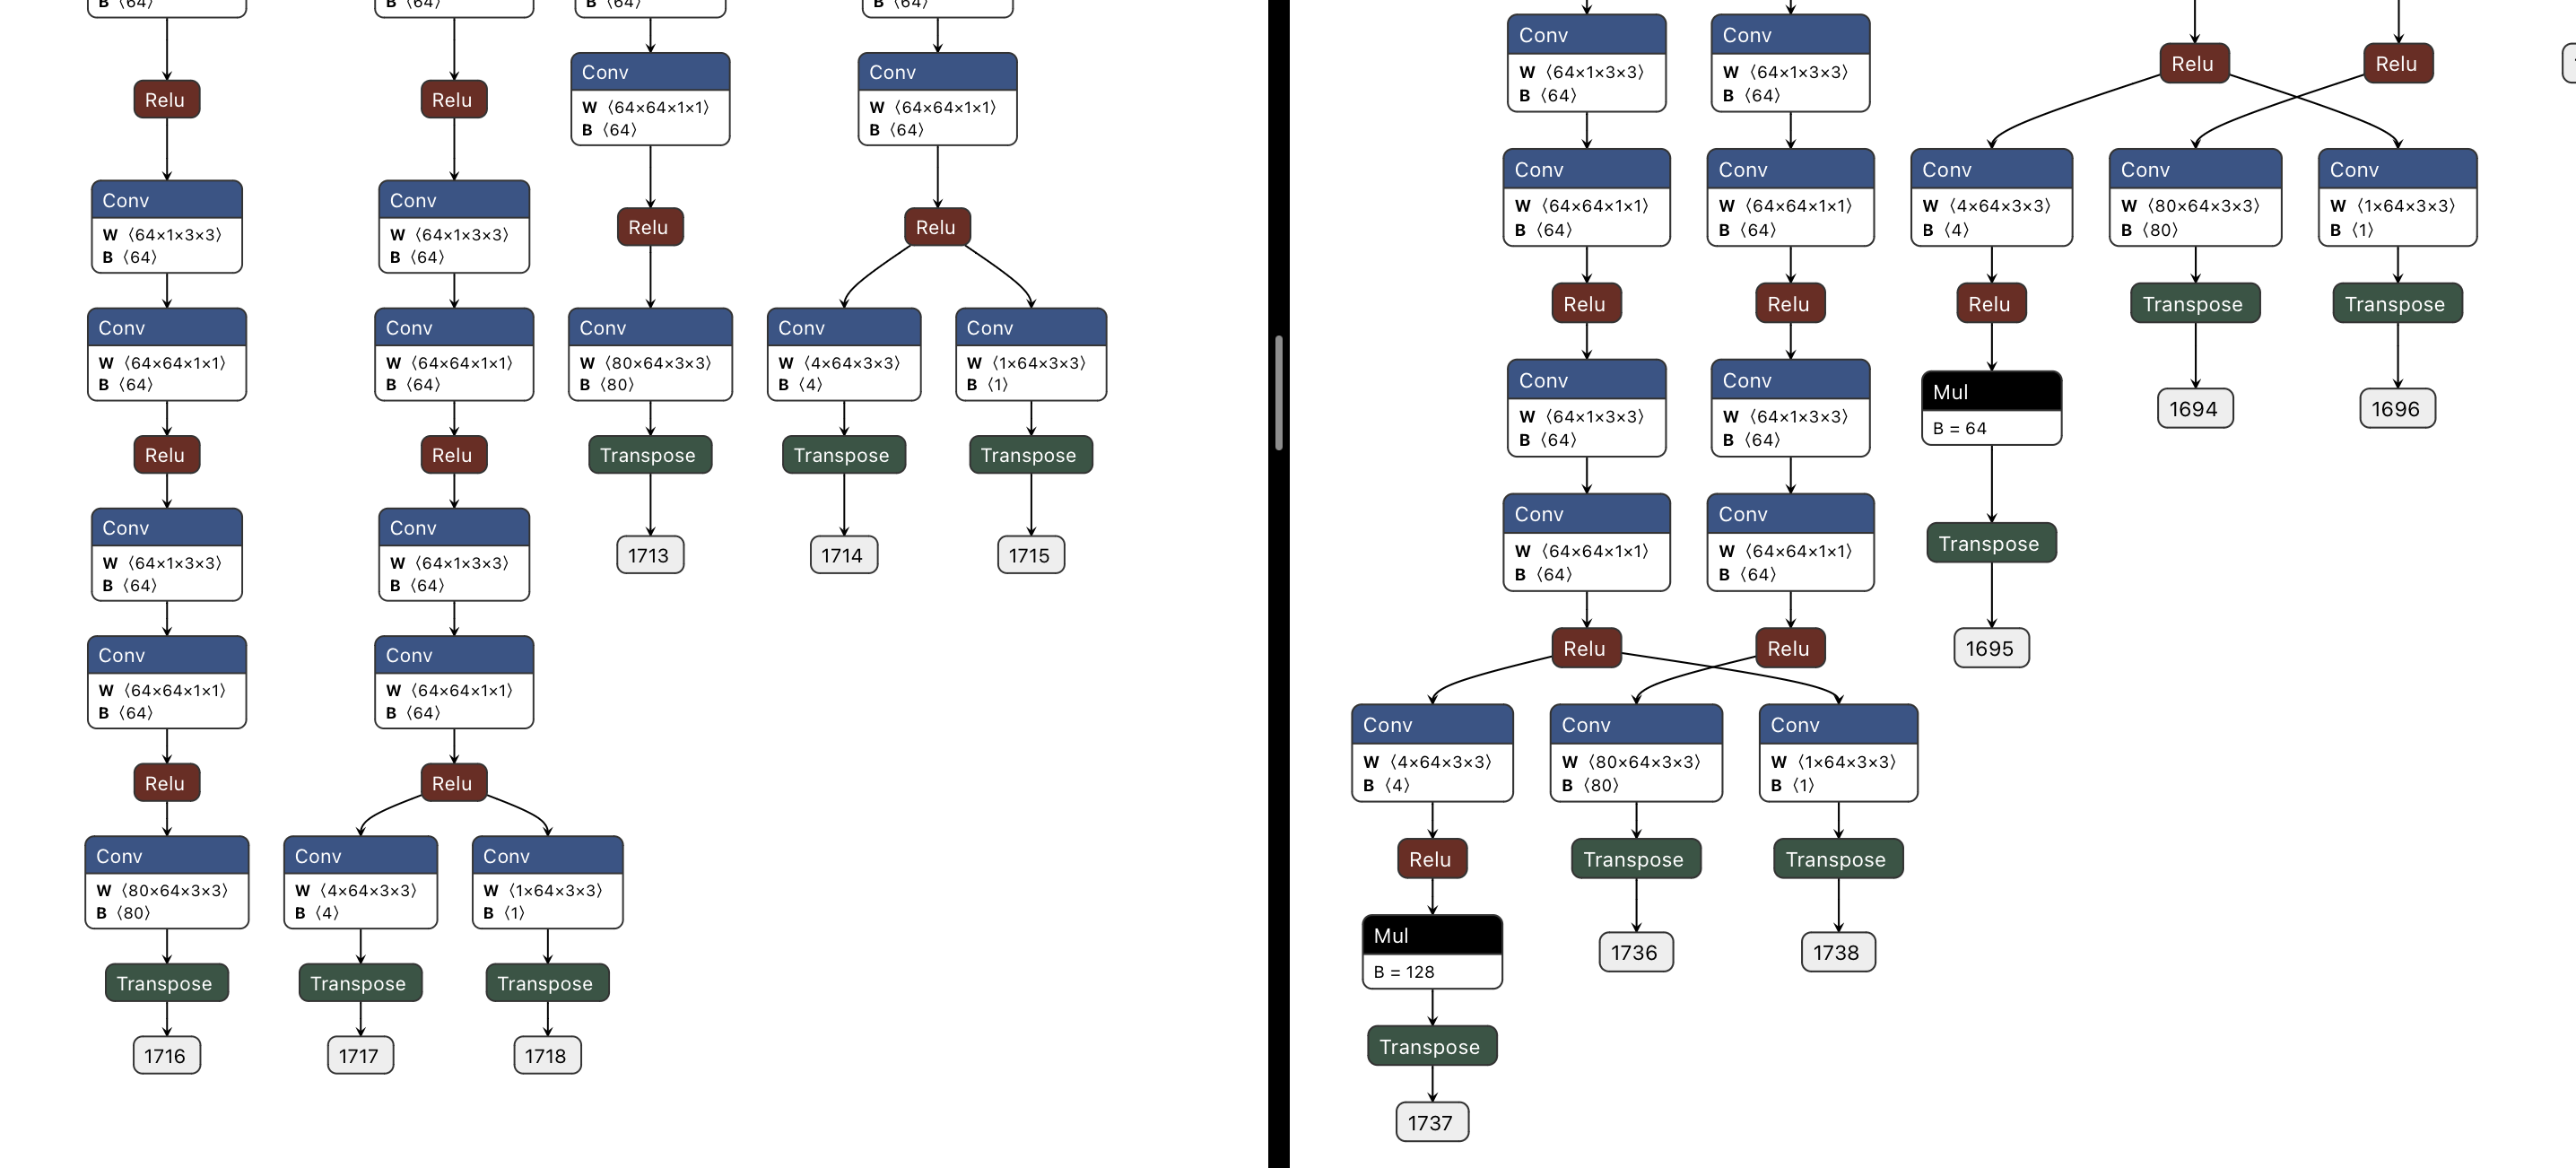 B ⟨64⟩
B ⟨64⟩
B ⟨64⟩
B ⟨64⟩
Conv
W ⟨64×64×1×1⟩
B ⟨64⟩
Conv
W ⟨64×64×1×1⟩
B ⟨64⟩
Relu
Relu
Conv
W ⟨64×1×3×3⟩
B ⟨64⟩
Conv
W ⟨64×1×3×3⟩
B ⟨64⟩
Relu
Relu
Conv
W ⟨64×64×1×1⟩
B ⟨64⟩
Conv
W ⟨64×64×1×1⟩
B ⟨64⟩
Conv
W ⟨80×64×3×3⟩
B ⟨80⟩
Conv
W ⟨4×64×3×3⟩
B ⟨4⟩
Conv
W ⟨1×64×3×3⟩
B ⟨1⟩
Relu
Relu
Transpose
Transpose
Transpose
Conv
W ⟨64×1×3×3⟩
B ⟨64⟩
Conv
W ⟨64×1×3×3⟩
B ⟨64⟩
1713
1714
1715
Conv
W ⟨64×64×1×1⟩
B ⟨64⟩
Conv
W ⟨64×64×1×1⟩
B ⟨64⟩
Relu
Relu
Conv
W ⟨80×64×3×3⟩
B ⟨80⟩
Conv
W ⟨4×64×3×3⟩
B ⟨4⟩
Conv
W ⟨1×64×3×3⟩
B ⟨1⟩
Transpose
Transpose
Transpose
1716
1717
1718
Conv
W ⟨64×1×3×3⟩
B ⟨64⟩
Conv
W ⟨64×1×3×3⟩
B ⟨64⟩
Relu
Relu
Conv
W ⟨64×64×1×1⟩
B ⟨64⟩
Conv
W ⟨64×64×1×1⟩
B ⟨64⟩
Conv
W ⟨4×64×3×3⟩
B ⟨4⟩
Conv
W ⟨80×64×3×3⟩
B ⟨80⟩
Conv
W ⟨1×64×3×3⟩
B ⟨1⟩
Relu
Relu
Relu
Transpose
Transpose
Conv
W ⟨64×1×3×3⟩
B ⟨64⟩
Conv
W ⟨64×1×3×3⟩
B ⟨64⟩
Mul
B = 64
1694
1696
Conv
W ⟨64×64×1×1⟩
B ⟨64⟩
Conv
W ⟨64×64×1×1⟩
B ⟨64⟩
Transpose
Relu
Relu
1695
Conv
W ⟨4×64×3×3⟩
B ⟨4⟩
Conv
W ⟨80×64×3×3⟩
B ⟨80⟩
Conv
W ⟨1×64×3×3⟩
B ⟨1⟩
Relu
Transpose
Transpose
Mul
B = 128
1736
1738
Transpose
1737